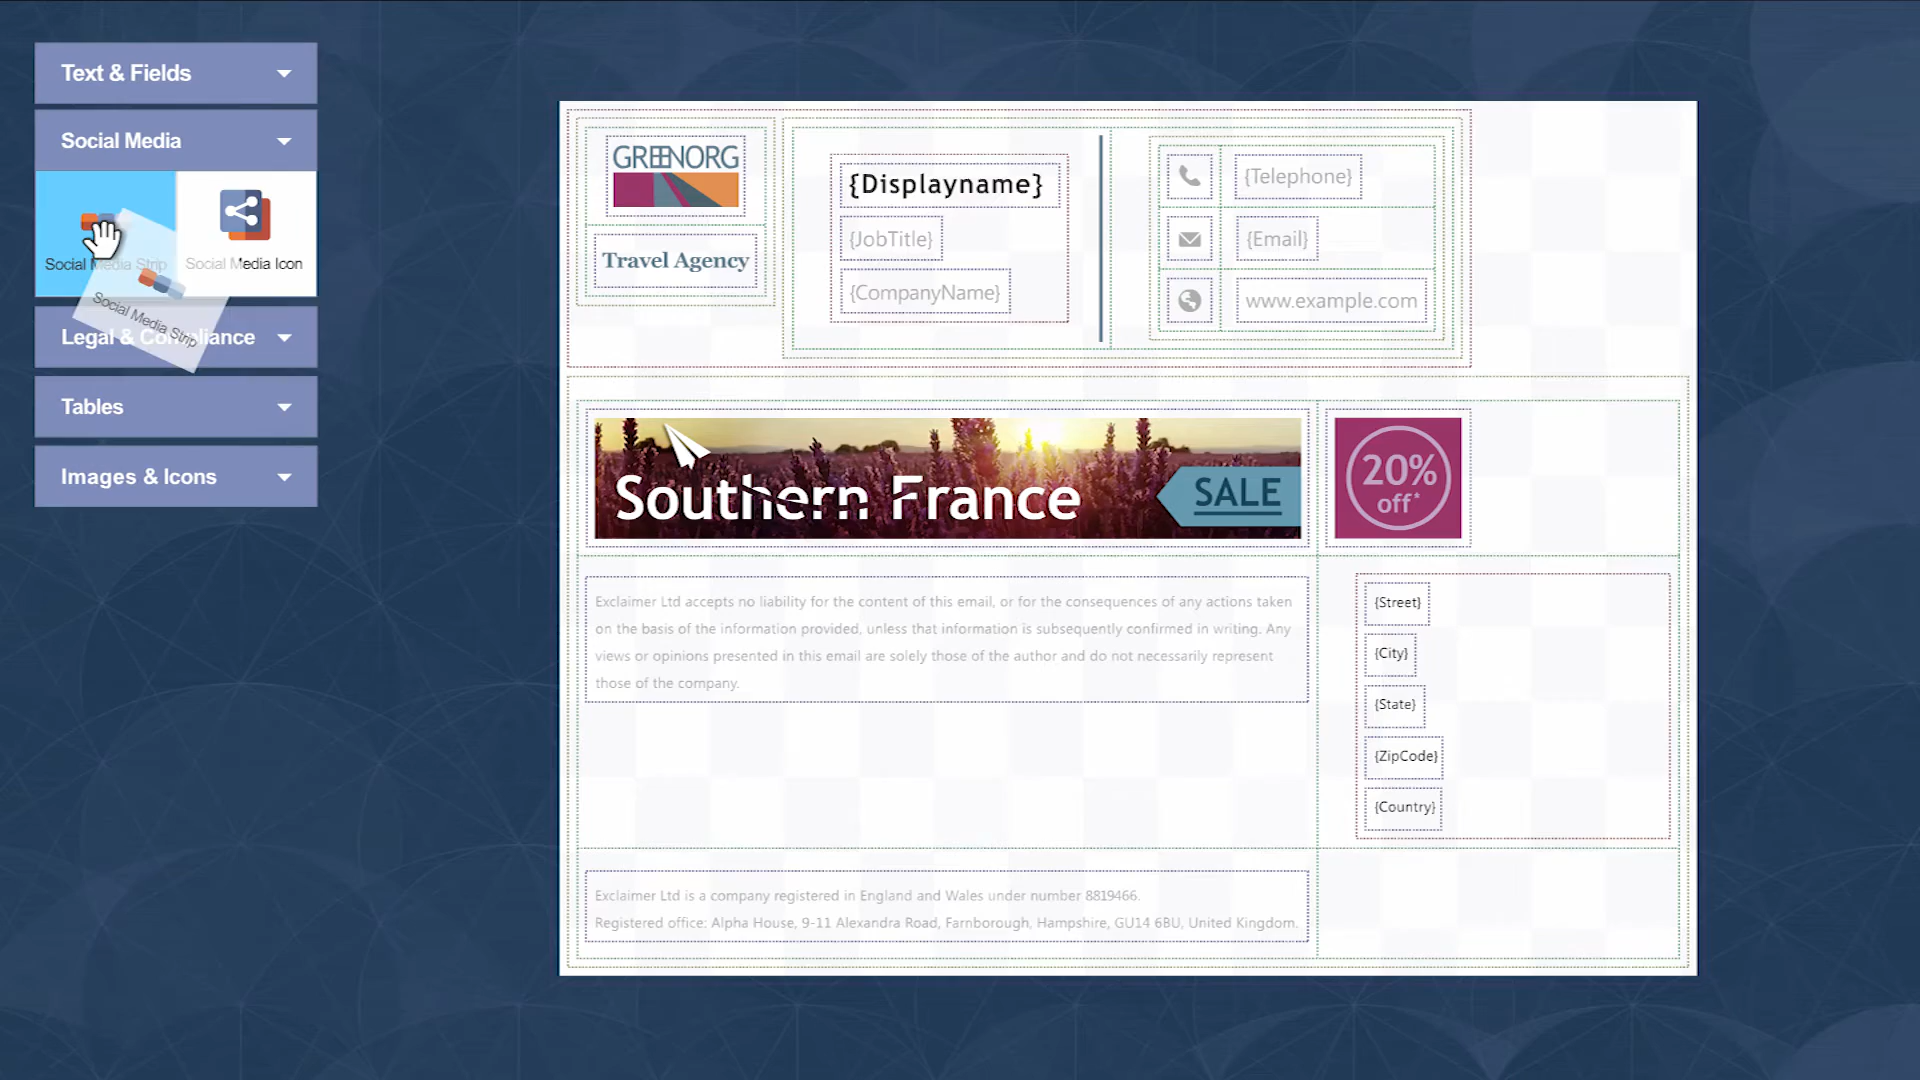 Text & Fields
Social Media
Social Media Strip
Social Media Icon
Social Media Strip
Legal & Compliance
Tables
Images & Icons
GREENORG
Travel Agency
{Displayname}
{JobTitle}
{CompanyName}
{Telephone}
{Email}
www.example.com
Southern France
SALE
20%
off*
Exclaimer Ltd accepts no liability for the content of this email, or for the consequences of any actions taken
on the basis of the information provided, unless that information is subsequently confirmed in writing. Any
views or opinions presented in this email are solely those of the author and do not necessarily represent
those of the company.
{Street}
{City}
{State}
{ZipCode}
{Country}
Exclaimer Ltd is a company registered in England and Wales under number 8819466.
Registered office: Alpha House, 9-11 Alexandra Road, Farnborough, Hampshire, GU14 6BU, United Kingdom.